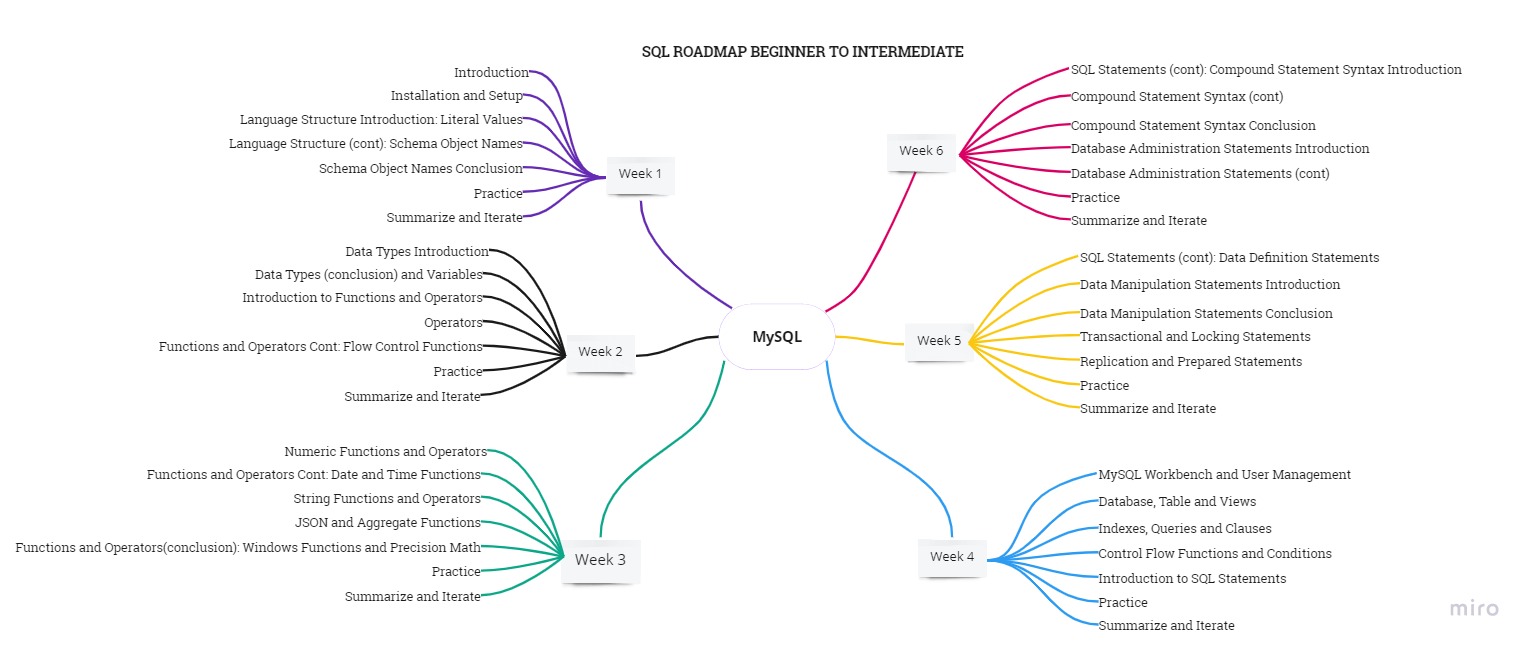 SQL ROADMAP BEGINNER TO INTERMEDIATE
MySQL
Week 1
Introduction
Installation and Setup
Language Structure Introduction: Literal Values
Language Structure (cont): Schema Object Names
Schema Object Names Conclusion
Practice
Summarize and Iterate
Week 2
Data Types Introduction
Data Types (conclusion) and Variables
Introduction to Functions and Operators
Operators
Functions and Operators Cont: Flow Control Functions
Practice
Summarize and Iterate
Week 3
Numeric Functions and Operators
Functions and Operators Cont: Date and Time Functions
String Functions and Operators
JSON and Aggregate Functions
Functions and Operators(conclusion): Windows Functions and Precision Math
Practice
Summarize and Iterate
Week 4
MySQL Workbench and User Management
Database, Table and Views
Indexes, Queries and Clauses
Control Flow Functions and Conditions
Introduction to SQL Statements
Practice
Summarize and Iterate
Week 5
SQL Statements (cont): Data Definition Statements
Data Manipulation Statements Introduction
Data Manipulation Statements Conclusion
Transactional and Locking Statements
Replication and Prepared Statements
Practice
Summarize and Iterate
Week 6
SQL Statements (cont): Compound Statement Syntax Introduction
Compound Statement Syntax (cont)
Compound Statement Syntax Conclusion
Database Administration Statements Introduction
Database Administration Statements (cont)
Practice
Summarize and Iterate
miro